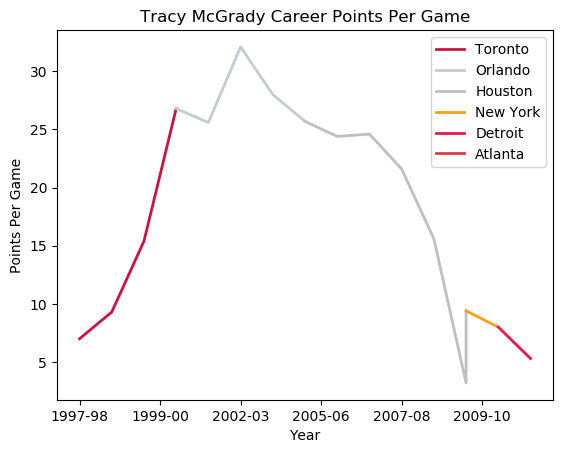 Tracy McGrady Career Points Per Game
Toronto
Orlando
Houston
New York
Detroit
Atlanta
Points Per Game
30
25
20
15
10
5
1997-98
1999-00
2002-03
2005-06
2007-08
2009-10
Year